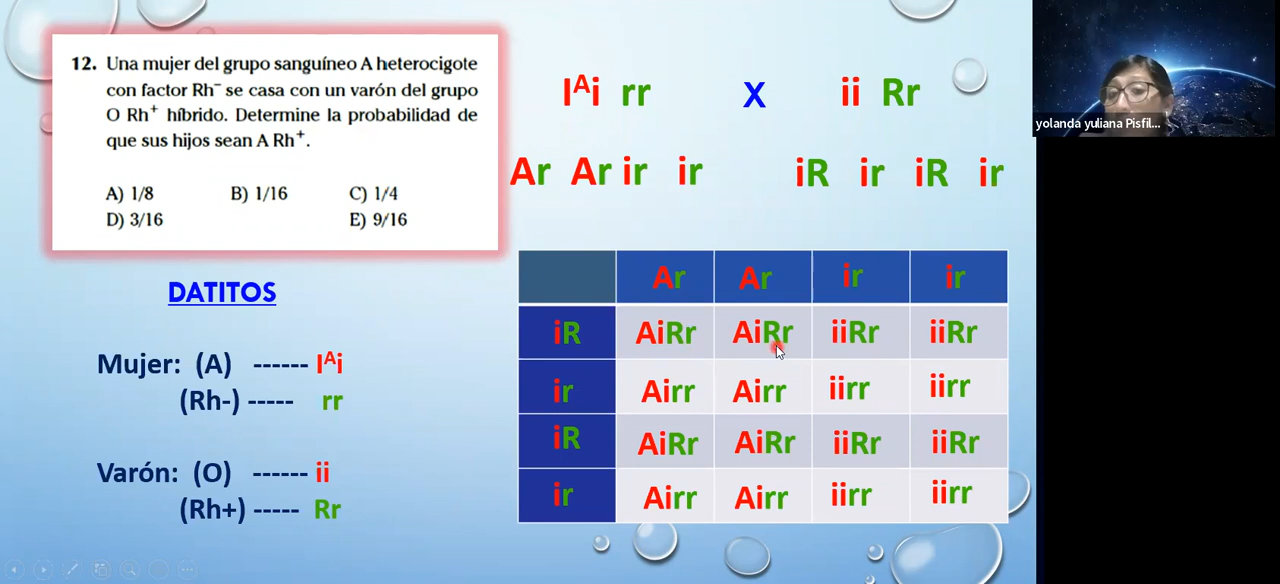 12. Una mujer del grupo sanguíneo A heterocigote
con factor Rh⁻ se casa con un varón del grupo
O Rh⁺ híbrido. Determine la probabilidad de
que sus hijos sean A Rh⁺.
A) 1/8 B) 1/16 C) 1/4
D) 3/16 E) 9/16
DATITOS
Mujer: (A) ------ Iᴬi
(Rh-) ----- rr
Varón: (O) ------ ii
(Rh+) ----- Rr
Iᴬi rr X ii Rr
Ar Ar ir ir iR ir iR ir
Ar Ar ir ir
iR AiRr AiRr iiRr iiRr
ir Airr Airr iirr iirr
iR AiRr AiRr iiRr iiRr
ir Airr Airr iirr iirr
yolanda yuliana Pisfil...